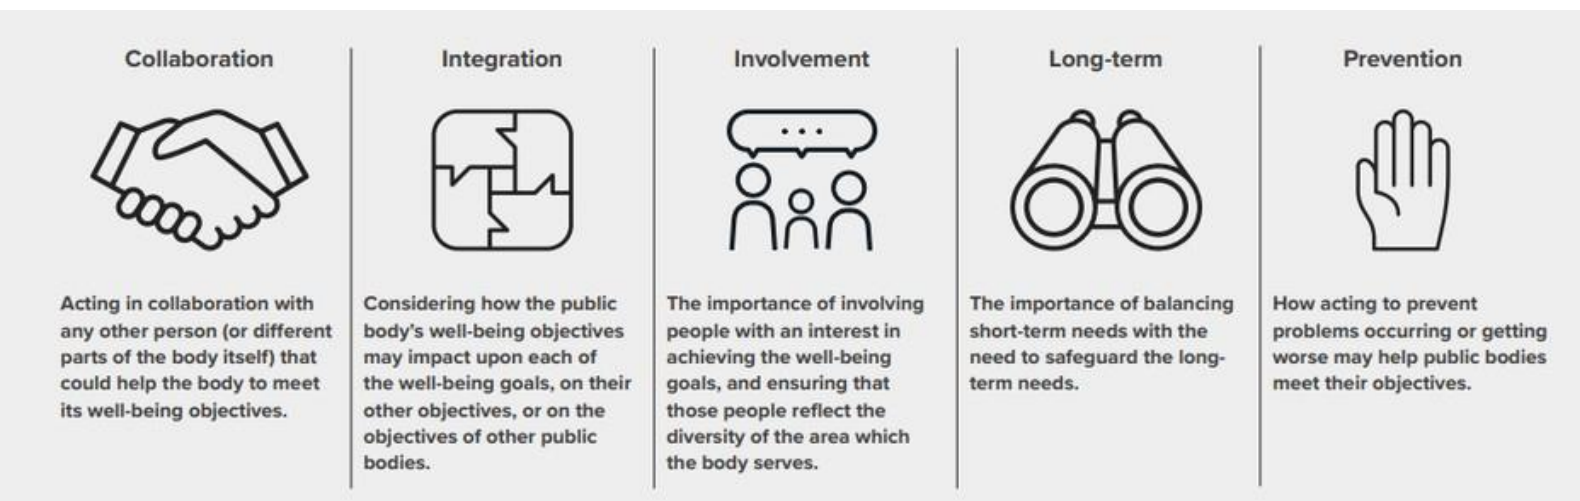 Collaboration
Acting in collaboration with
any other person (or different
parts of the body itself) that
could help the body to meet
its well-being objectives.
Integration
Considering how the public
body's well-being objectives
may impact upon each of
the well-being goals, on their
other objectives, or on the
objectives of other public
bodies.
Involvement
The importance of involving
people with an interest in
achieving the well-being
goals, and ensuring that
those people reflect the
diversity of the area which
the body serves.
Long-term
The importance of balancing
short-term needs with the
need to safeguard the long-
term needs.
Prevention
How acting to prevent
problems occurring or getting
worse may help public bodies
meet their objectives.